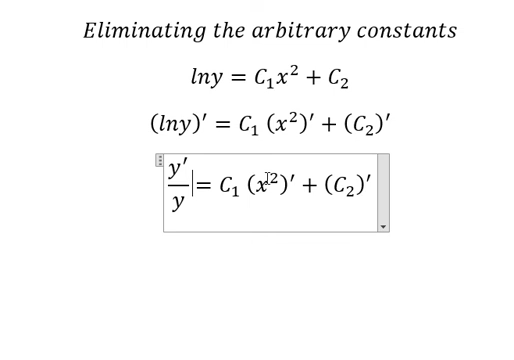 Eliminating the arbitrary constants
lny = C₁x² + C₂
(lny)′ = C₁ (x²)′ + (C₂)′
y′/y = C₁ (x²)′ + (C₂)′